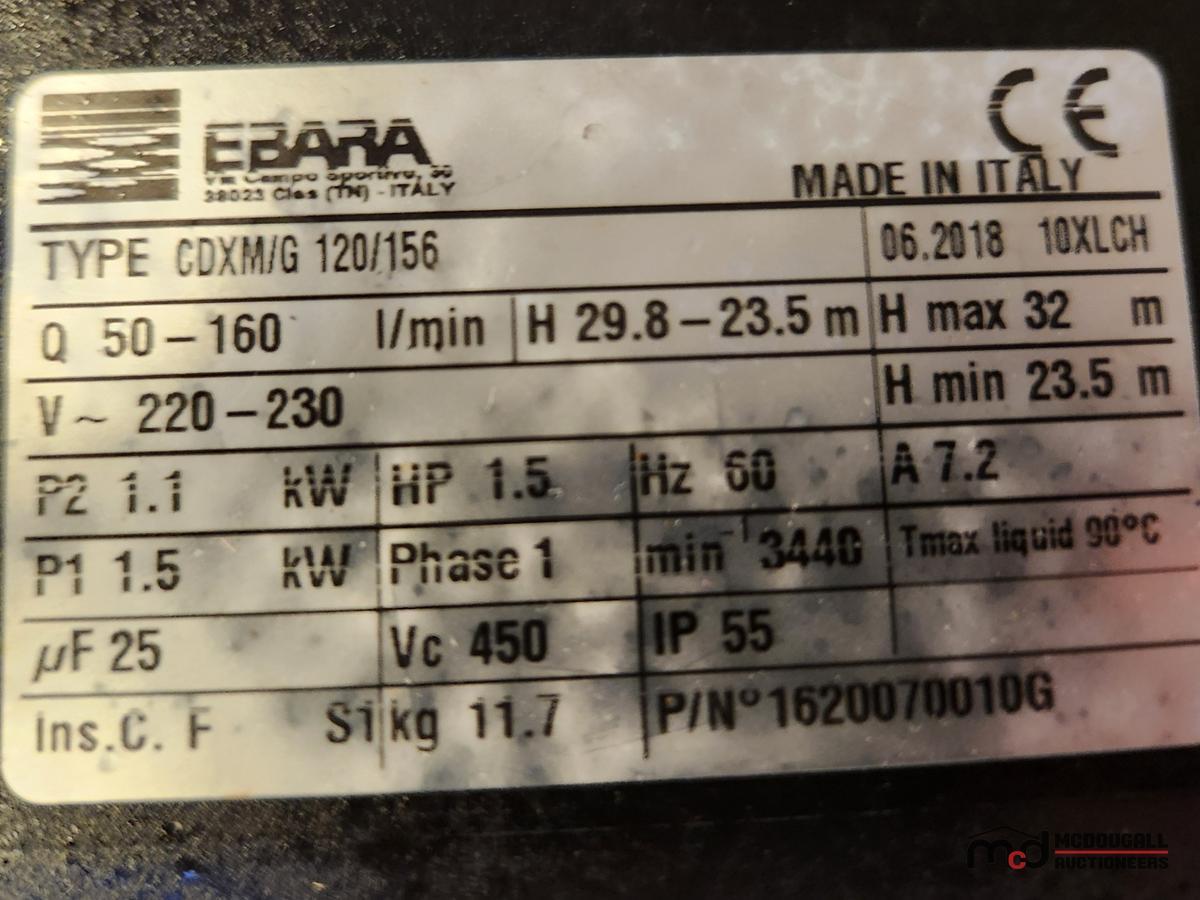 EBARA
Via Campo Sportivo, 30
38023 Cles (TN) - ITALY
CE
MADE IN ITALY
TYPE CDXM/G 120/156
06.2018 10XLCH
Q 50 – 160 l/min H 29.8 – 23.5 m H max 32 m
V ~ 220 – 230 H min 23.5 m
P2 1.1 kW HP 1.5 Hz 60 A 7.2
P1 1.5 kW Phase 1 min⁻¹ 3440 Tmax liquid 90°C
µF 25 Vc 450 IP 55
Ins.C. F S1 kg 11.7 P/N° 1620070010G
mcd MCDOUGALL
AUCTIONEERS